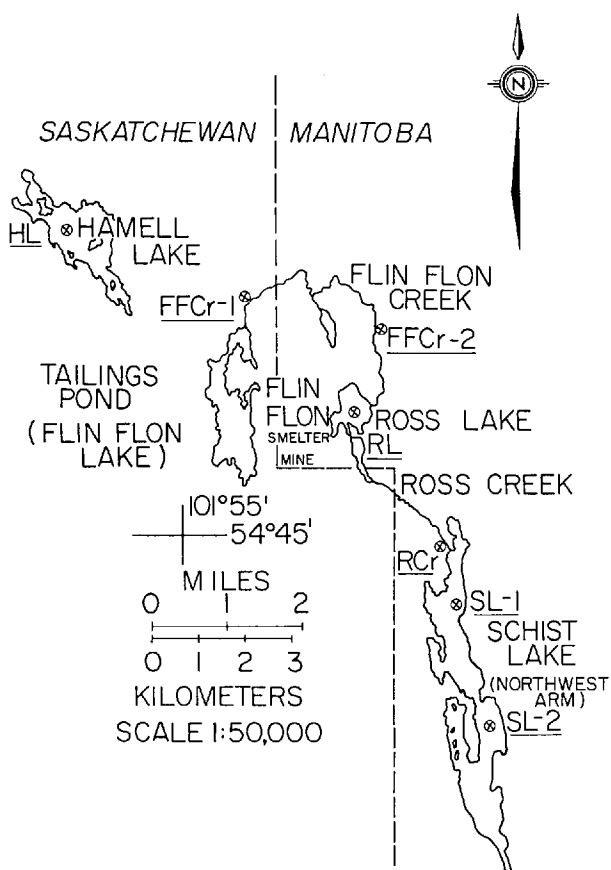 N
SASKATCHEWAN MANITOBA
HL
HAMELL
LAKE
FLIN FLON
CREEK
FFCr-1
FFCr-2
TAILINGS
POND
(FLIN FLON
LAKE)
FLIN
FLON
SMELTER
MINE
ROSS LAKE
RL
ROSS CREEK
101°55'
54°45'
RCr
MILES
0 1 2
0 1 2 3
KILOMETERS
SCALE 1:50,000
SL-1
SCHIST
LAKE
(NORTHWEST
ARM)
SL-2